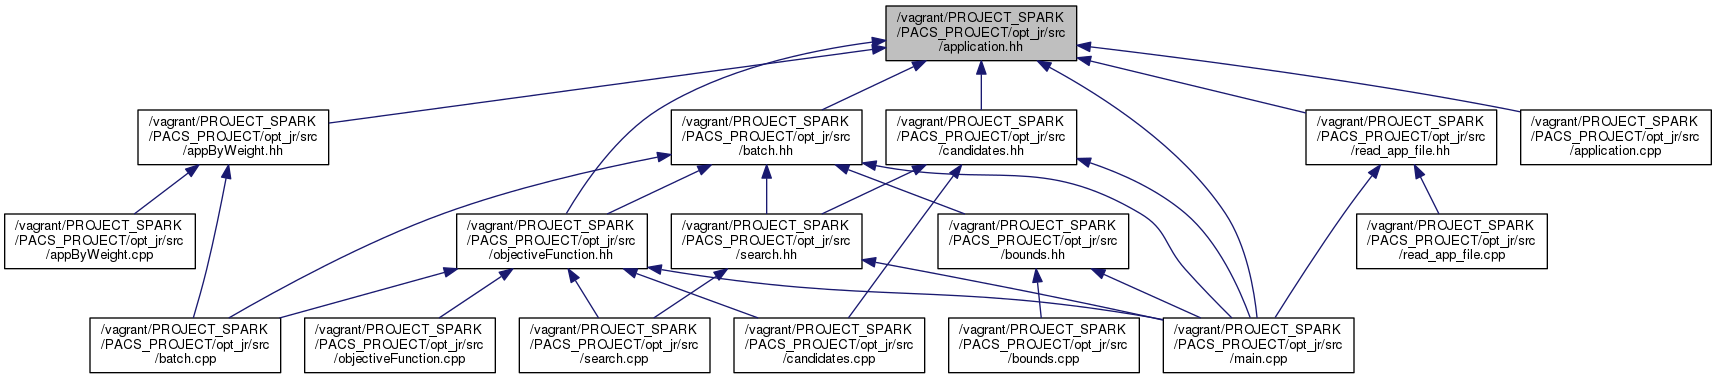 /vagrant/PROJECT_SPARK
/PACS_PROJECT/opt_jr/src
/application.hh
/vagrant/PROJECT_SPARK
/PACS_PROJECT/opt_jr/src
/appByWeight.hh
/vagrant/PROJECT_SPARK
/PACS_PROJECT/opt_jr/src
/batch.hh
/vagrant/PROJECT_SPARK
/PACS_PROJECT/opt_jr/src
/candidates.hh
/vagrant/PROJECT_SPARK
/PACS_PROJECT/opt_jr/src
/read_app_file.hh
/vagrant/PROJECT_SPARK
/PACS_PROJECT/opt_jr/src
/application.cpp
/vagrant/PROJECT_SPARK
/PACS_PROJECT/opt_jr/src
/appByWeight.cpp
/vagrant/PROJECT_SPARK
/PACS_PROJECT/opt_jr/src
/objectiveFunction.hh
/vagrant/PROJECT_SPARK
/PACS_PROJECT/opt_jr/src
/search.hh
/vagrant/PROJECT_SPARK
/PACS_PROJECT/opt_jr/src
/bounds.hh
/vagrant/PROJECT_SPARK
/PACS_PROJECT/opt_jr/src
/read_app_file.cpp
/vagrant/PROJECT_SPARK
/PACS_PROJECT/opt_jr/src
/batch.cpp
/vagrant/PROJECT_SPARK
/PACS_PROJECT/opt_jr/src
/objectiveFunction.cpp
/vagrant/PROJECT_SPARK
/PACS_PROJECT/opt_jr/src
/search.cpp
/vagrant/PROJECT_SPARK
/PACS_PROJECT/opt_jr/src
/candidates.cpp
/vagrant/PROJECT_SPARK
/PACS_PROJECT/opt_jr/src
/bounds.cpp
/vagrant/PROJECT_SPARK
/PACS_PROJECT/opt_jr/src
/main.cpp